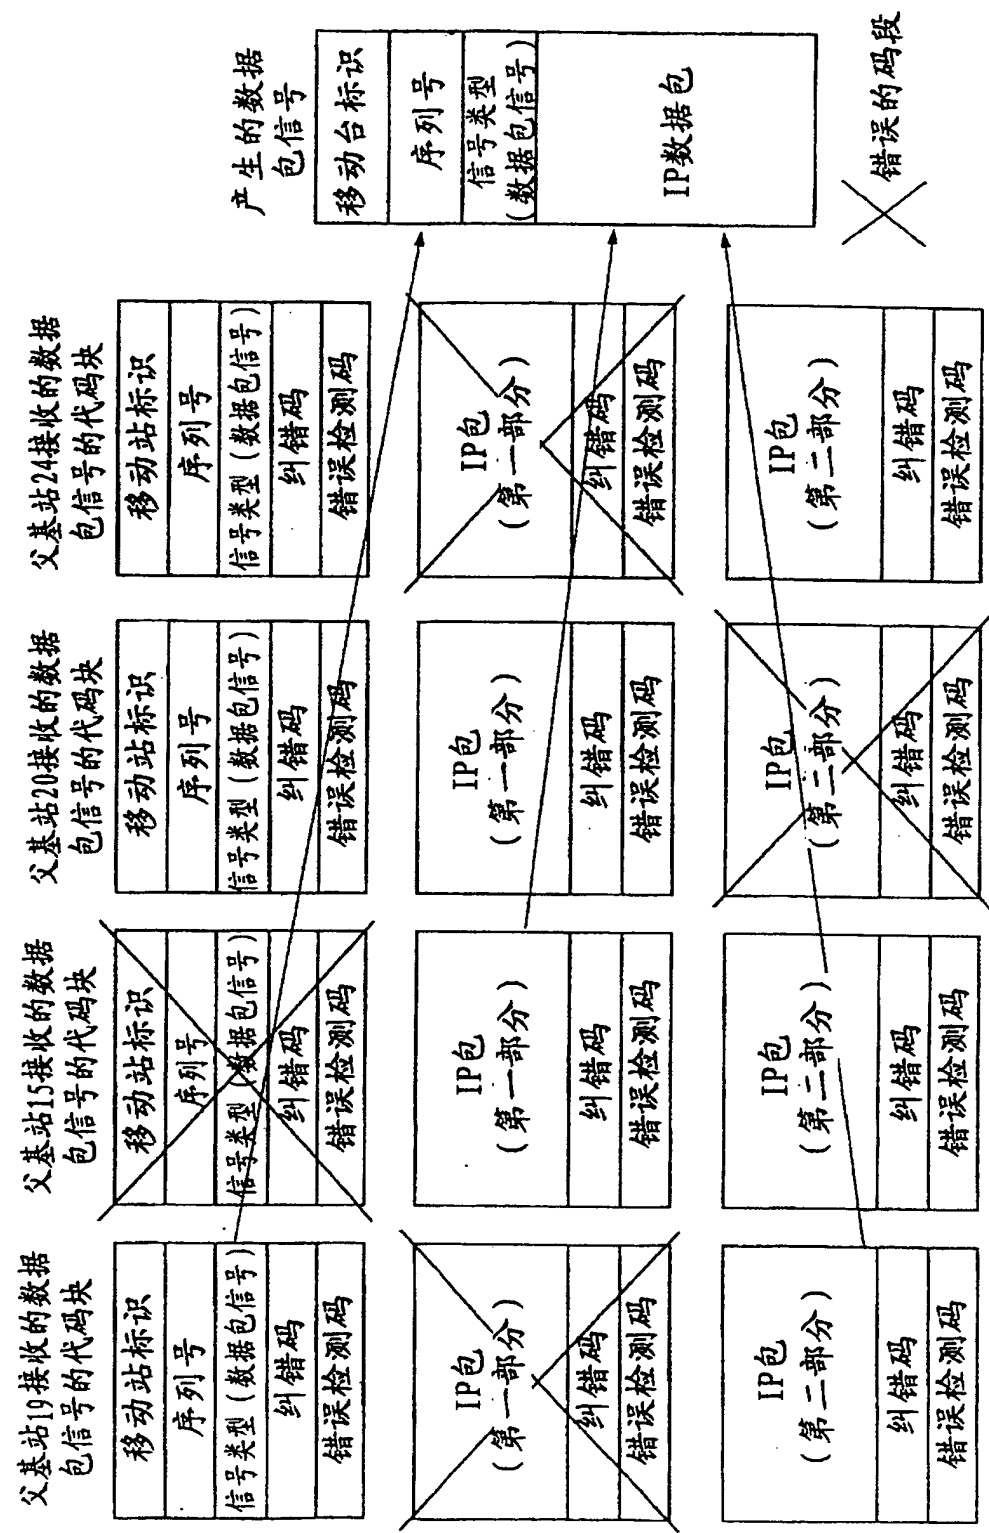 父基站19接收的数据
包信号的代码块
移动站标识
序列号
信号类型(数据包信号)
纠错码
错误检测码
IP包
(第一部分)
纠错码
错误检测码
IP包
(第二部分)
纠错码
错误检测码
父基站15接收的数据
包信号的代码块
移动站标识
序列号
信号类型(数据包信号)
纠错码
错误检测码
IP包
(第一部分)
纠错码
错误检测码
IP包
(第二部分)
纠错码
错误检测码
父基站20接收的数据
包信号的代码块
移动站标识
序列号
信号类型(数据包信号)
纠错码
错误检测码
IP包
(第一部分)
纠错码
错误检测码
IP包
(第二部分)
纠错码
错误检测码
父基站24接收的数据
包信号的代码块
移动站标识
序列号
信号类型(数据包信号)
纠错码
错误检测码
IP包
(第一部分)
纠错码
错误检测码
IP包
(第二部分)
纠错码
错误检测码
产生的数据
包信号
移动台标识
序列号
信号类型
(数据包信号)
IP数据包
错误的码段